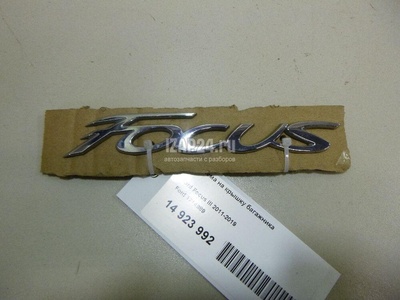 Focus
IZAP24.ru
автозапчасти с разборов
на крышку багажника
Focus III 2011-2019
Ford
14 923 992